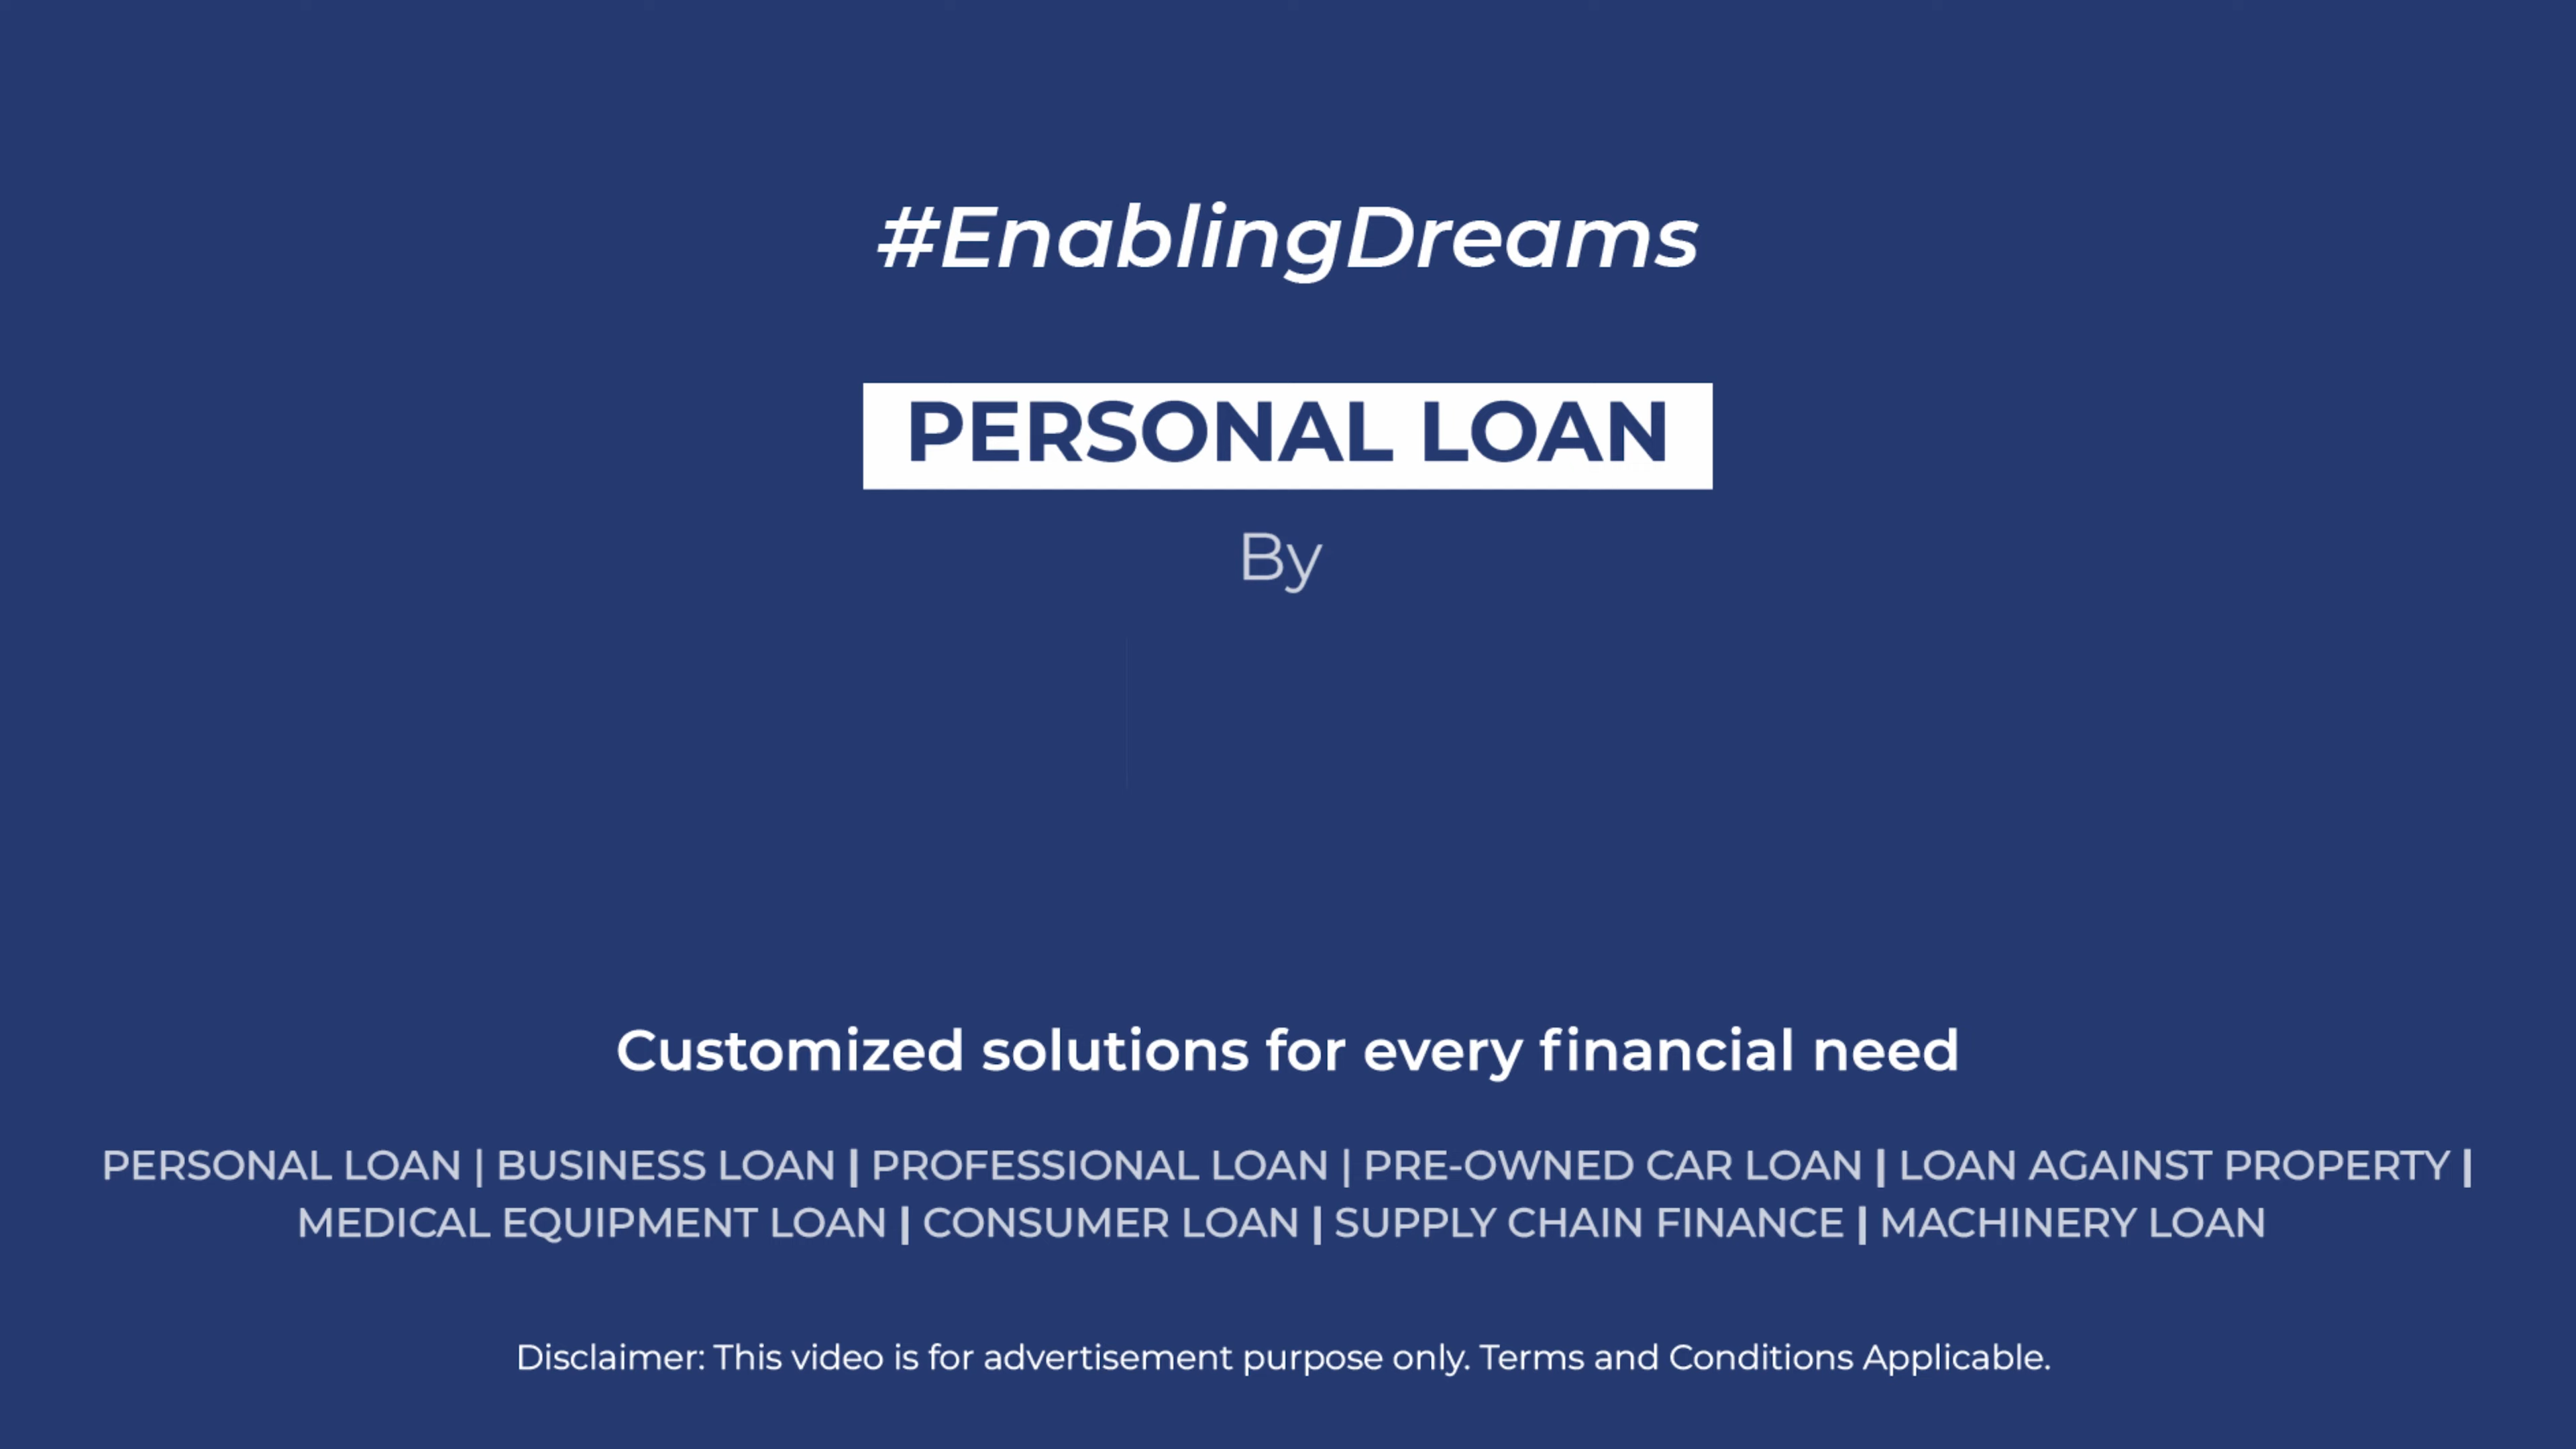 #EnablingDreams
PERSONAL LOAN
By
Customized solutions for every financial need
PERSONAL LOAN | BUSINESS LOAN | PROFESSIONAL LOAN | PRE-OWNED CAR LOAN | LOAN AGAINST PROPERTY |
MEDICAL EQUIPMENT LOAN | CONSUMER LOAN | SUPPLY CHAIN FINANCE | MACHINERY LOAN
Disclaimer: This video is for advertisement purpose only. Terms and Conditions Applicable.